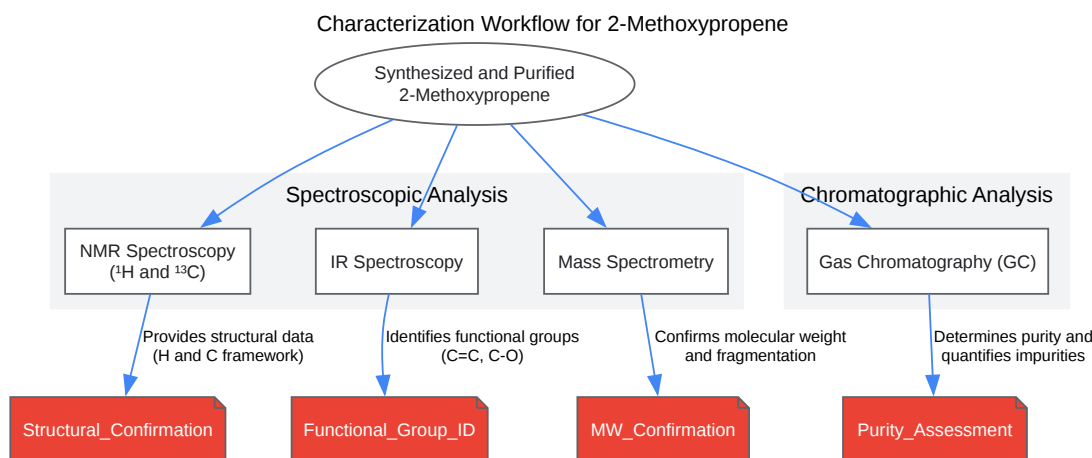 Characterization Workflow for 2-Methoxypropene
Synthesized and Purified
2-Methoxypropene
Spectroscopic Analysis
Chromatographic Analysis
NMR Spectroscopy
(¹H and ¹³C)
IR Spectroscopy
Mass Spectrometry
Gas Chromatography (GC)
Provides structural data
(H and C framework)
Identifies functional groups
(C=C, C-O)
Confirms molecular weight
and fragmentation
Determines purity and
quantifies impurities
Structural_Confirmation
Functional_Group_ID
MW_Confirmation
Purity_Assessment